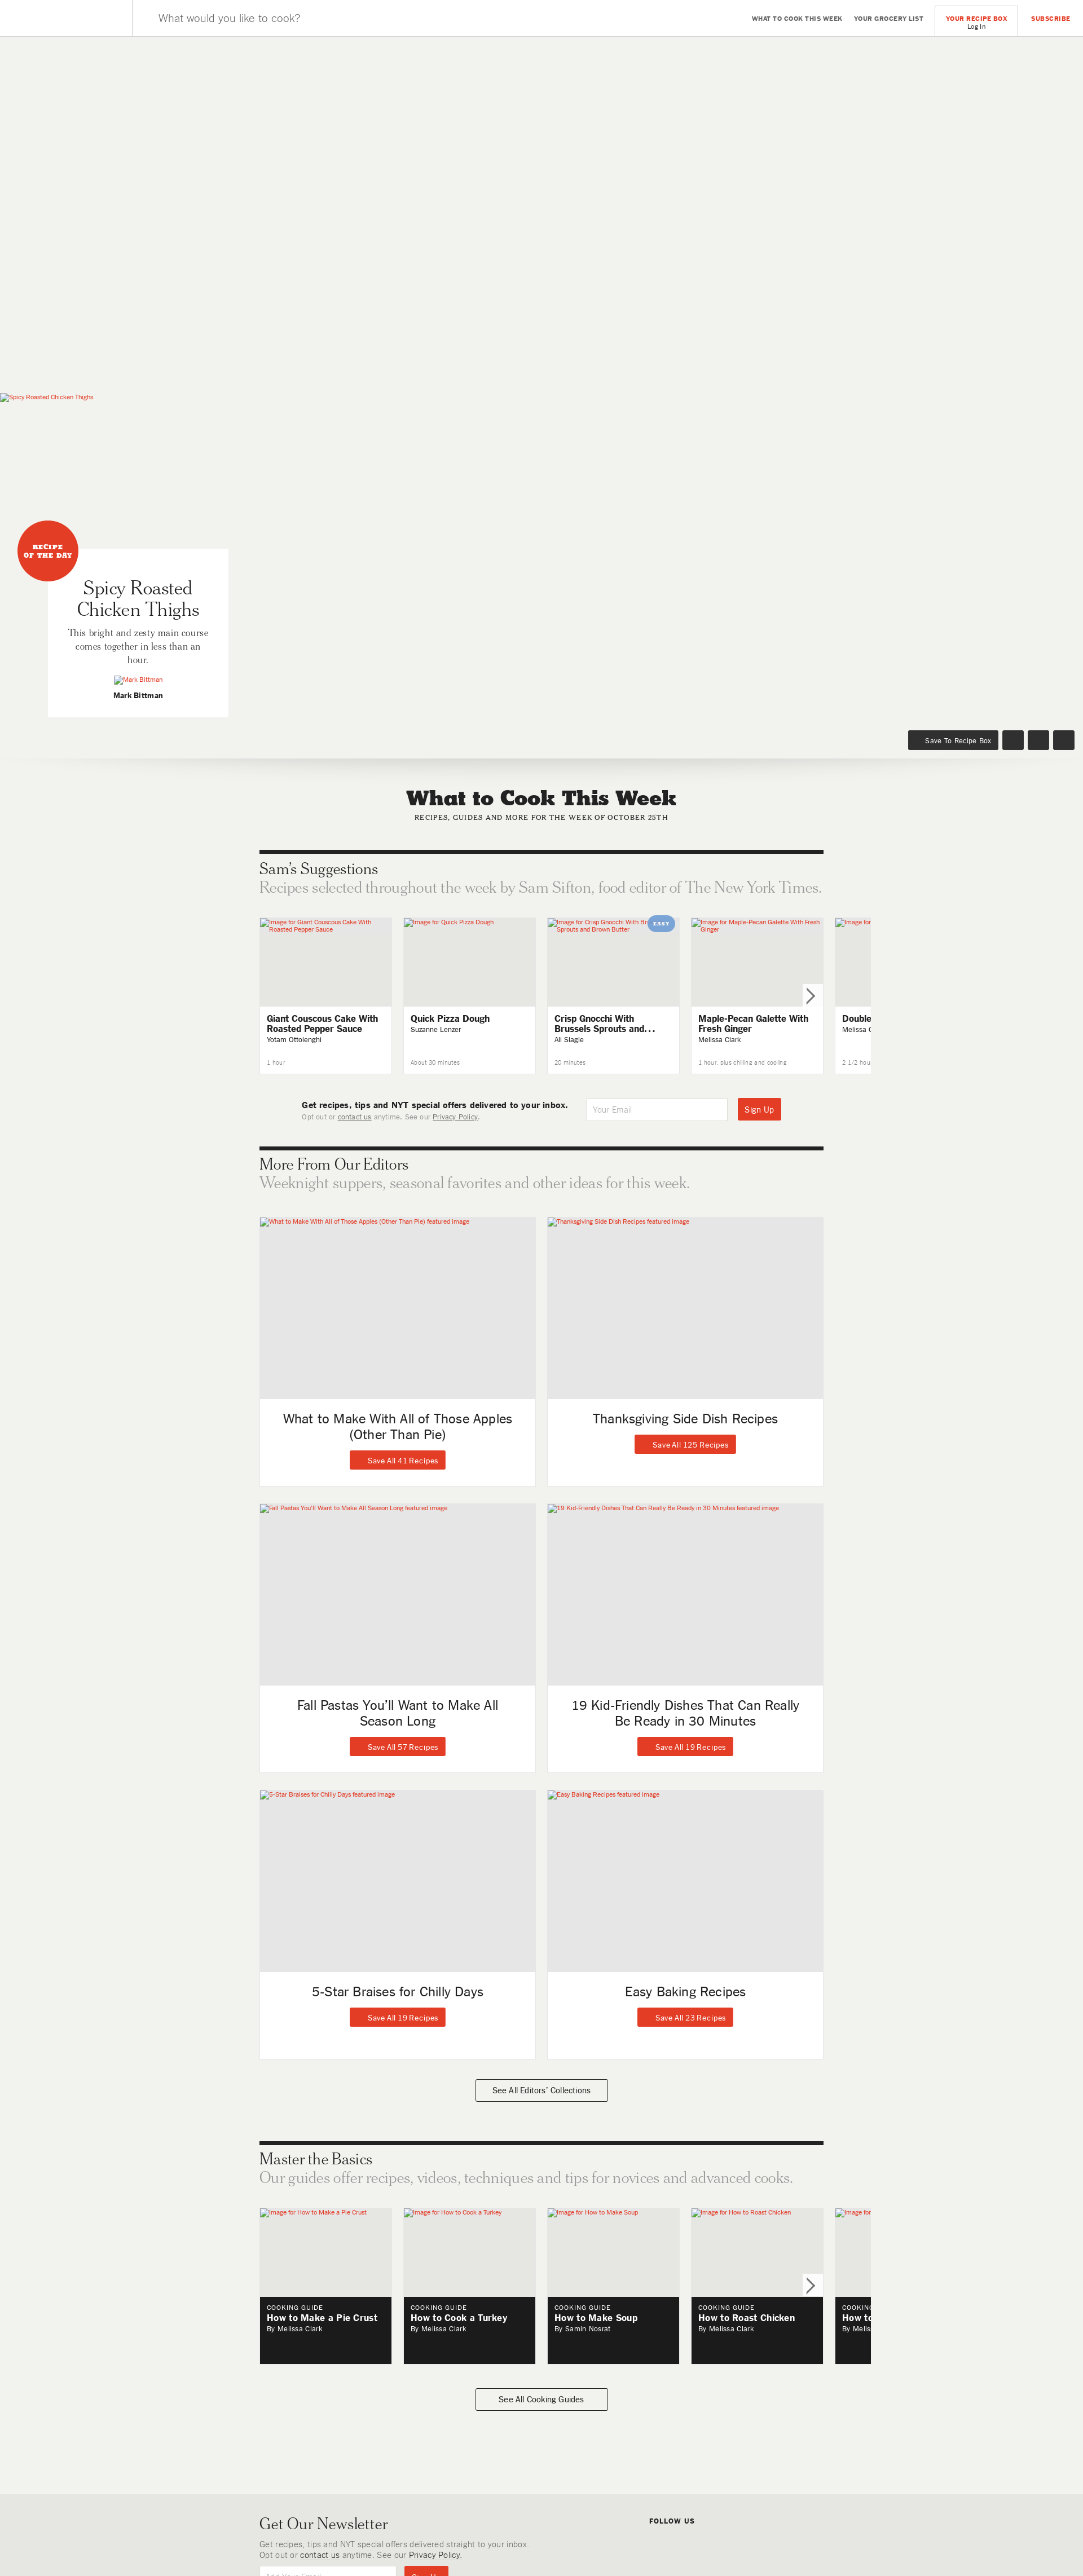 What would you like to cook?
WHAT TO COOK THIS WEEK
YOUR GROCERY LIST
YOUR RECIPE BOX
Log In
SUBSCRIBE
Spicy Roasted Chicken Thighs
RECIPE
OF THE DAY
Spicy Roasted
Chicken Thighs
This bright and zesty main course
comes together in less than an
hour.
Mark Bittman
Mark Bittman
Save To Recipe Box
What to Cook This Week
RECIPES, GUIDES AND MORE FOR THE WEEK OF OCTOBER 25TH
Sam's Suggestions
Recipes selected throughout the week by Sam Sifton, food editor of The New York Times.
Image for Giant Couscous Cake With
Roasted Pepper Sauce
Giant Couscous Cake With
Roasted Pepper Sauce
Yotam Ottolenghi
1 hour
Image for Quick Pizza Dough
Quick Pizza Dough
Suzanne Lenzer
About 30 minutes
Image for Crisp Gnocchi With Br
Sprouts and Brown Butter
EASY
Crisp Gnocchi With
Brussels Sprouts and…
Ali Slagle
20 minutes
Image for Maple-Pecan Galette With Fresh
Ginger
Maple-Pecan Galette With
Fresh Ginger
Melissa Clark
1 hour, plus chilling and cooling
Image for
Double
Melissa C
2 1/2 hou
Get recipes, tips and NYT special offers delivered to your inbox.
Opt out or contact us anytime. See our Privacy Policy.
Your Email
Sign Up
More From Our Editors
Weeknight suppers, seasonal favorites and other ideas for this week.
What to Make With All of Those Apples (Other Than Pie) featured image
What to Make With All of Those Apples
(Other Than Pie)
Save All 41 Recipes
Thanksgiving Side Dish Recipes featured image
Thanksgiving Side Dish Recipes
Save All 125 Recipes
Fall Pastas You'll Want to Make All Season Long featured image
Fall Pastas You'll Want to Make All
Season Long
Save All 57 Recipes
19 Kid-Friendly Dishes That Can Really Be Ready in 30 Minutes featured image
19 Kid-Friendly Dishes That Can Really
Be Ready in 30 Minutes
Save All 19 Recipes
5-Star Braises for Chilly Days featured image
5-Star Braises for Chilly Days
Save All 19 Recipes
Easy Baking Recipes featured image
Easy Baking Recipes
Save All 23 Recipes
See All Editors' Collections
Master the Basics
Our guides offer recipes, videos, techniques and tips for novices and advanced cooks.
Image for How to Make a Pie Crust
COOKING GUIDE
How to Make a Pie Crust
By Melissa Clark
Image for How to Cook a Turkey
COOKING GUIDE
How to Cook a Turkey
By Melissa Clark
Image for How to Make Soup
COOKING GUIDE
How to Make Soup
By Samin Nosrat
Image for How to Roast Chicken
COOKING GUIDE
How to Roast Chicken
By Melissa Clark
Image for
COOKING
How to
By Melis
See All Cooking Guides
Get Our Newsletter
Get recipes, tips and NYT special offers delivered straight to your inbox.
Opt out or contact us anytime. See our Privacy Policy.
FOLLOW US